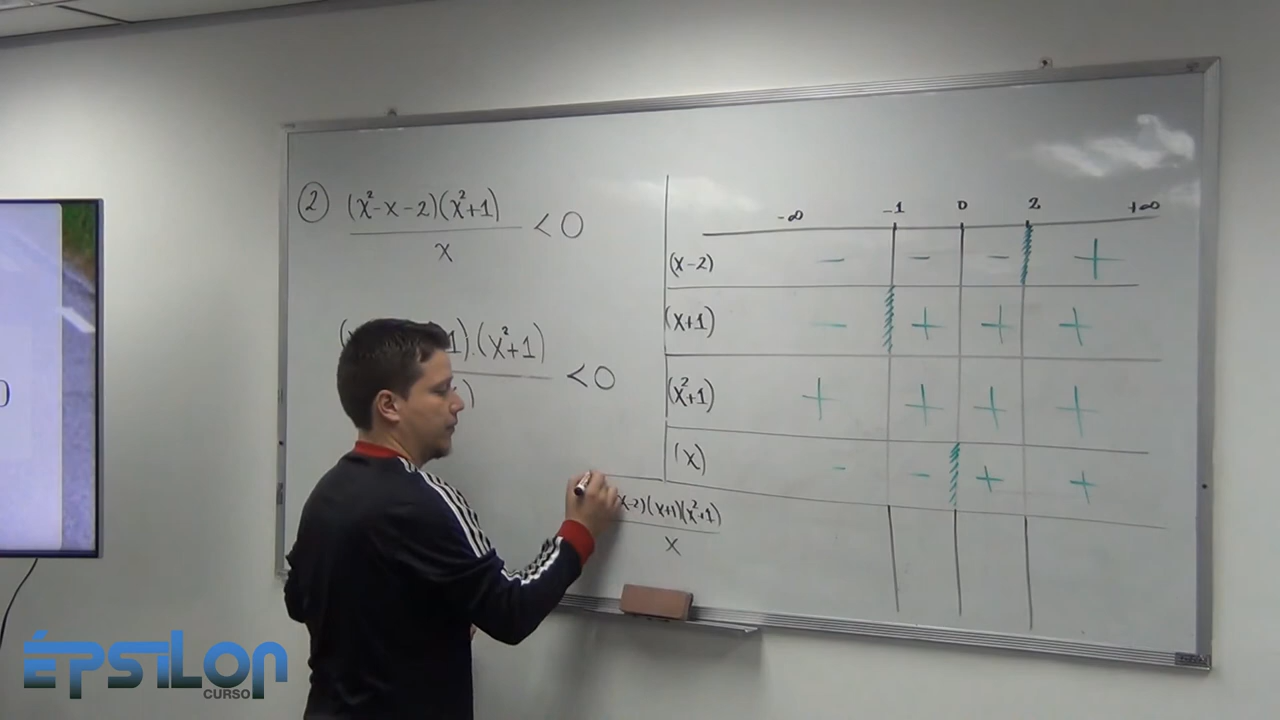 ② (x²-x-2)(x²+1)
x
<0
1).(x²+1)
)
<0
-∞ -1 0 2 +∞
(x-2) - - - +
(x+1) - + + +
(x²+1) + + + +
(x) - - + +
x-2)(x+1)(x²+1)
x
ÉPSILON
CURSO